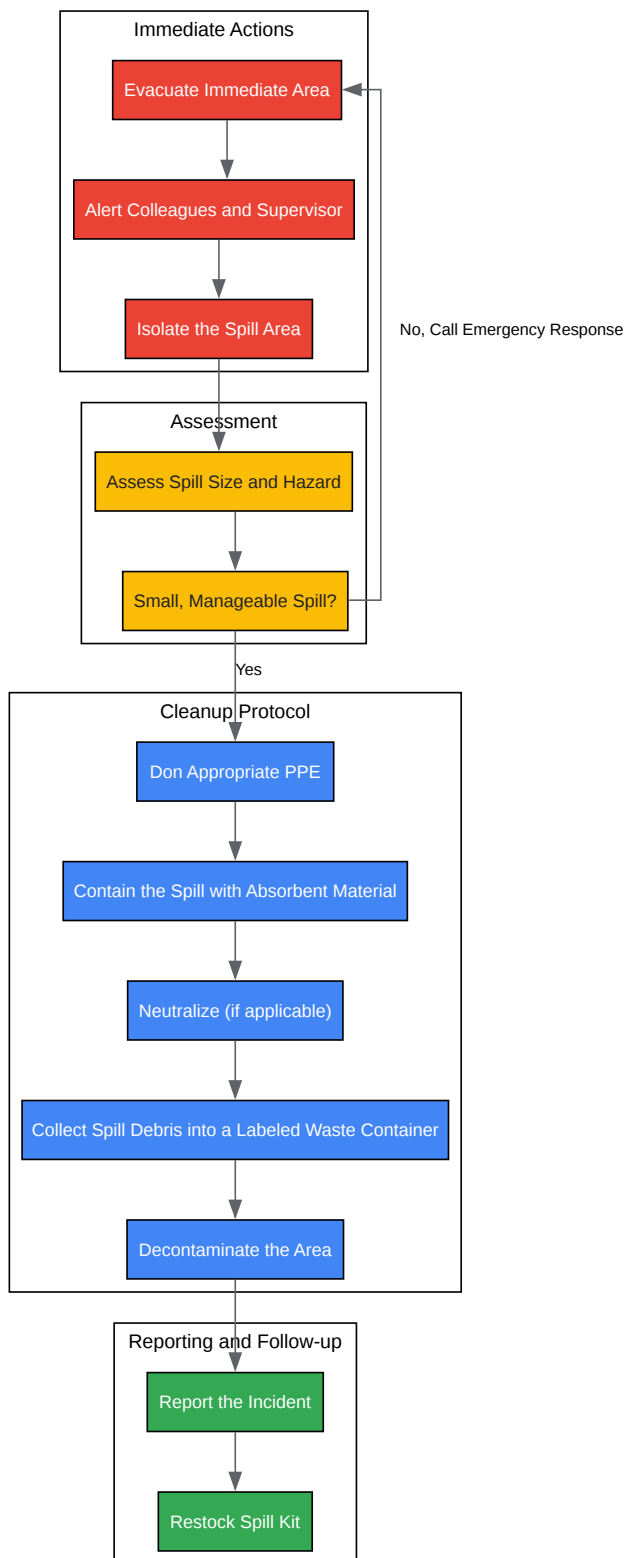 Immediate Actions
Evacuate Immediate Area
Alert Colleagues and Supervisor
Isolate the Spill Area
No, Call Emergency Response
Assessment
Assess Spill Size and Hazard
Small, Manageable Spill?
Yes
Cleanup Protocol
Don Appropriate PPE
Contain the Spill with Absorbent Material
Neutralize (if applicable)
Collect Spill Debris into a Labeled Waste Container
Decontaminate the Area
Reporting and Follow-up
Report the Incident
Restock Spill Kit